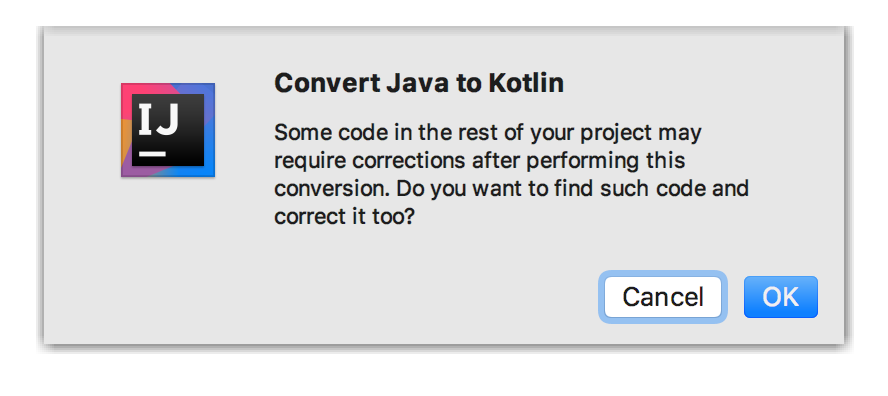 Convert Java to Kotlin
IJ
Some code in the rest of your project may
require corrections after performing this
conversion. Do you want to find such code and
correct it too?
Cancel
OK